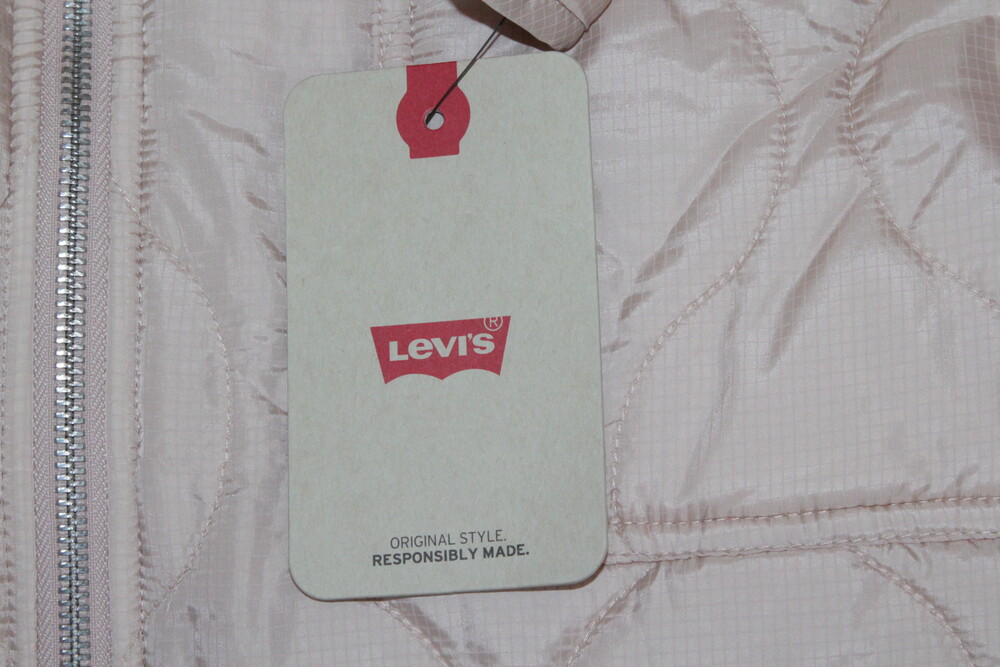 LEVI'S®
ORIGINAL STYLE.
RESPONSIBLY MADE.